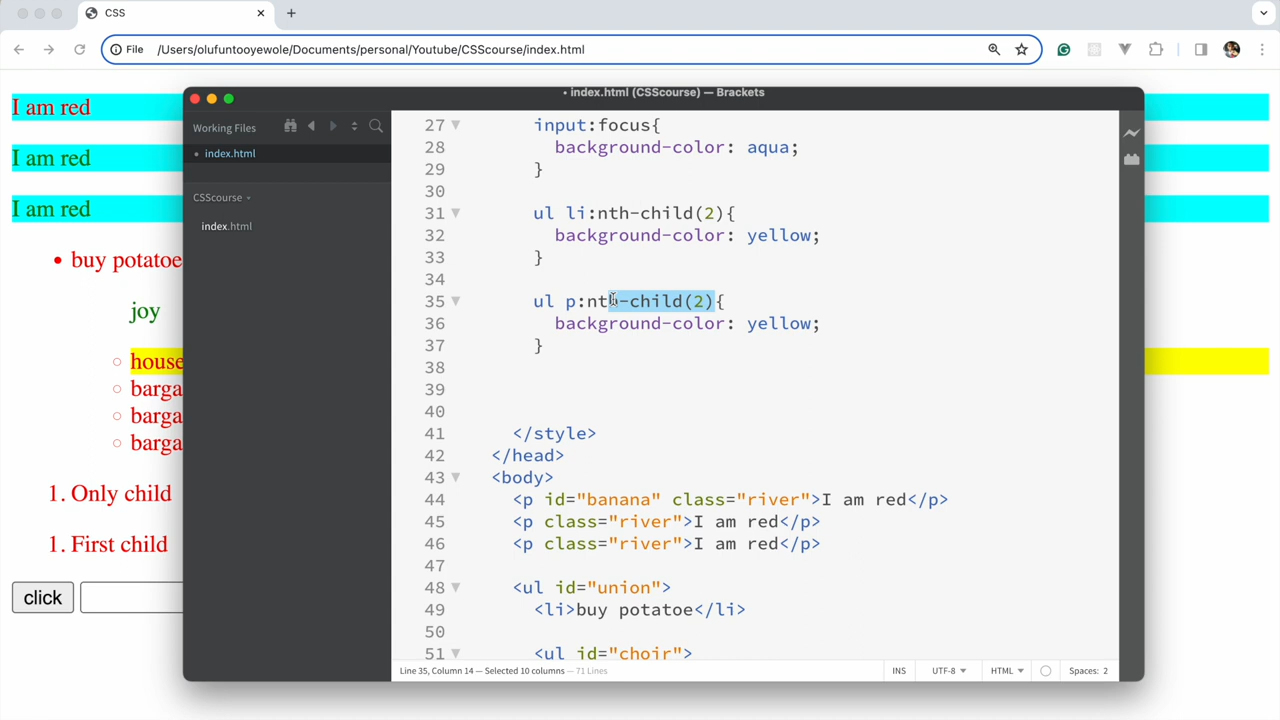 CSS
File /Users/olufuntooyewole/Documents/personal/Youtube/CSScourse/index.html
I am red
I am red
I am red
• buy potatoe
joy
house
barga
barga
barga
1. Only child
1. First child
click
• index.html (CSScourse) — Brackets
Working Files
• index.html
CSScourse
index.html
27 input:focus{
28 background-color: aqua;
29 }
30
31 ul li:nth-child(2){
32 background-color: yellow;
33 }
34
35 ul p:nth-child(2){
36 background-color: yellow;
37 }
38
39
40
41 </style>
42 </head>
43 <body>
44 <p id="banana" class="river">I am red</p>
45 <p class="river">I am red</p>
46 <p class="river">I am red</p>
47
48 <ul id="union">
49 <li>buy potatoe</li>
50
51 <ul id="choir">
Line 35, Column 14 — Selected 10 columns — 71 Lines
INS UTF-8 HTML Spaces: 2